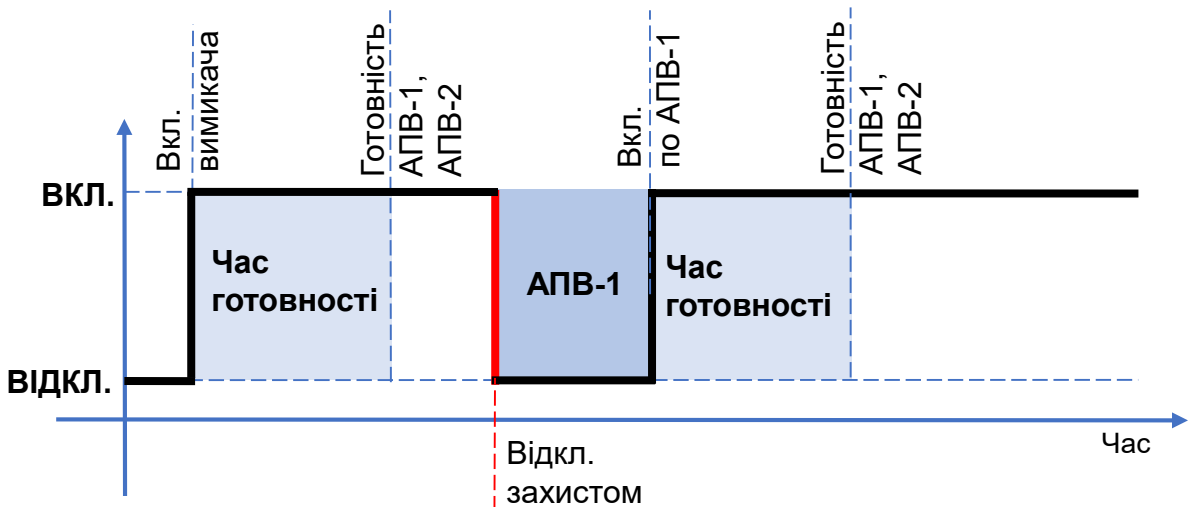 Вкл.
вимикача
Готовність
АПВ-1,
АПВ-2
Вкл.
по АПВ-1
Готовність
АПВ-1,
АПВ-2
ВКЛ.
Час
готовності
АПВ-1
Час
готовності
ВІДКЛ.
Час
Відкл.
захистом